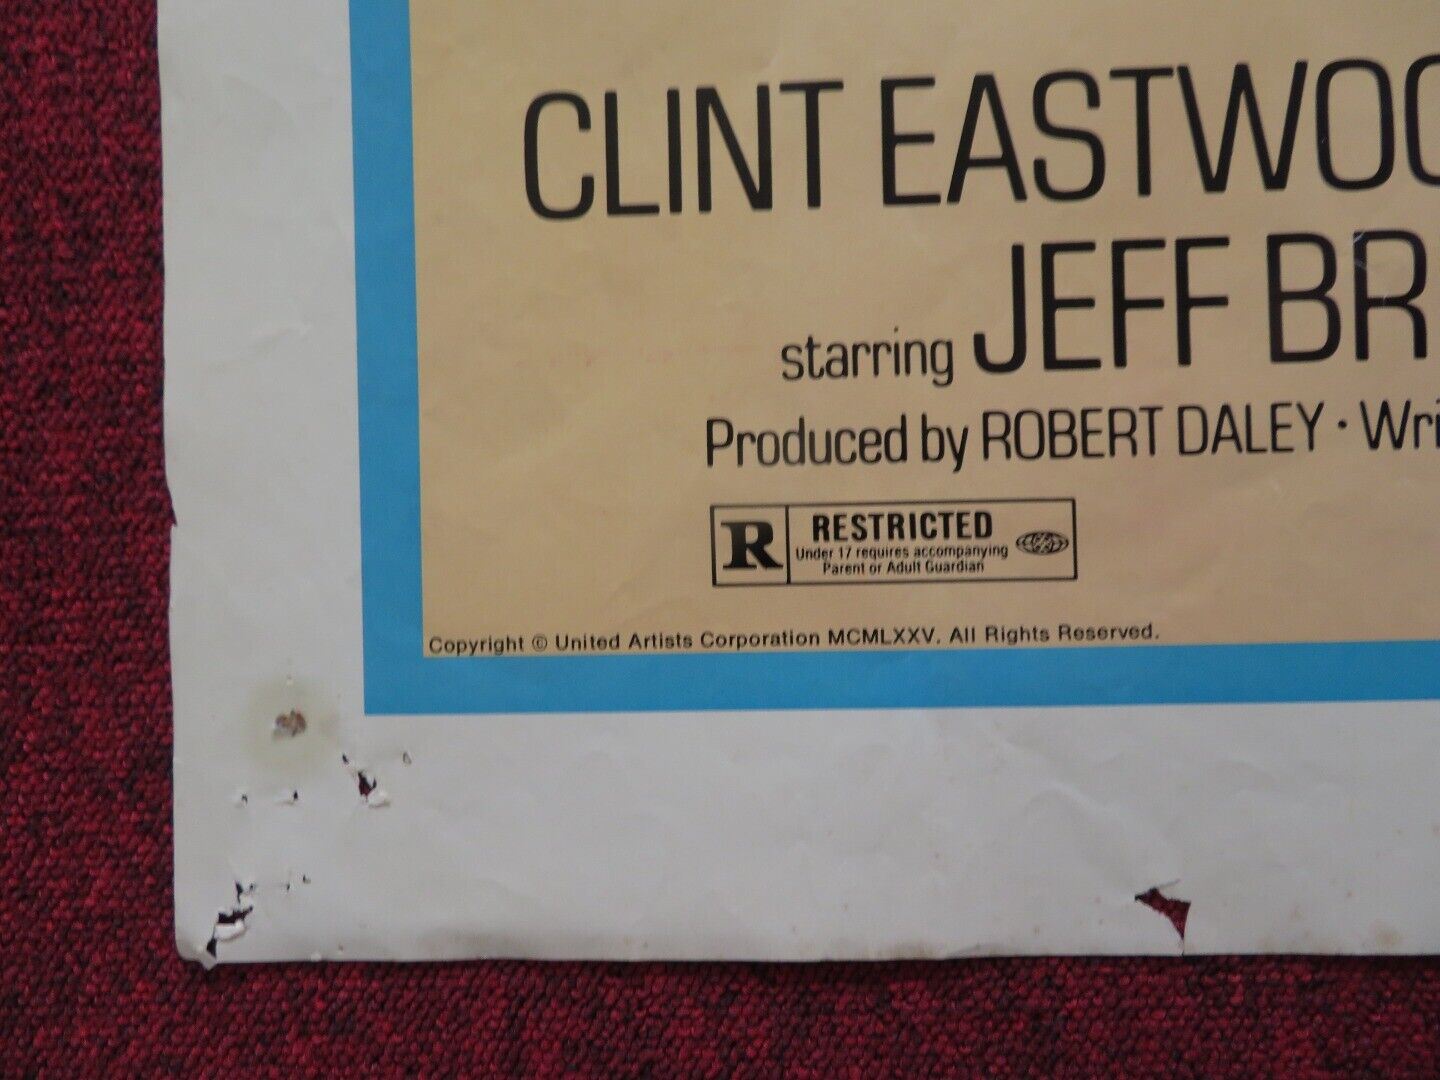 CLINT EASTWOO
starring JEFF BR
Produced by ROBERT DALEY · Wri
R RESTRICTED
Under 17 requires accompanying
Parent or Adult Guardian
Copyright © United Artists Corporation MCMLXXV. All Rights Reserved.